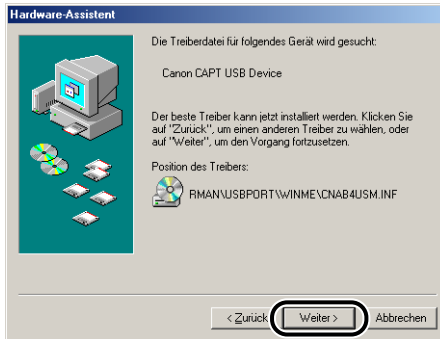 Hardware-Assistent
Die Treiberdatei für folgendes Gerät wird gesucht:
Canon CAPT USB Device
Der beste Treiber kann jetzt installiert werden. Klicken Sie
auf "Zurück", um einen anderen Treiber zu wählen, oder
auf "Weiter", um den Vorgang fortzusetzen.
Position des Treibers:
RMAN\USBPORT\WINME\CNAB4USM.INF
< Zurück Weiter > Abbrechen